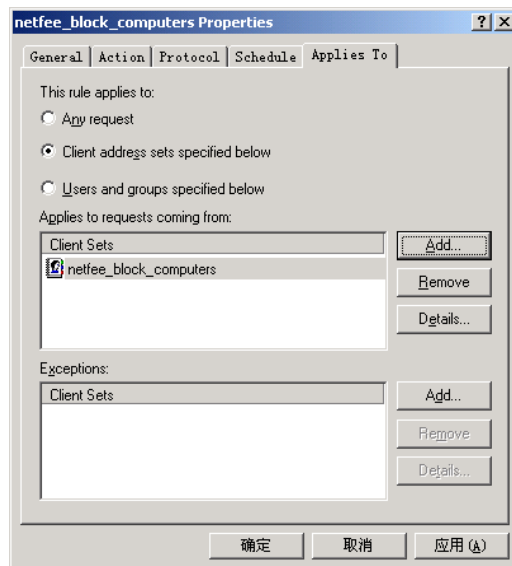 netfee_block_computers Properties
General Action Protocol Schedule Applies To
This rule applies to:
Any request
Client address sets specified below
Users and groups specified below
Applies to requests coming from:
Client Sets
Add...
netfee_block_computers
Remove
Details...
Exceptions:
Client Sets
Add...
Remove
Details...
确定 取消 应用(A)